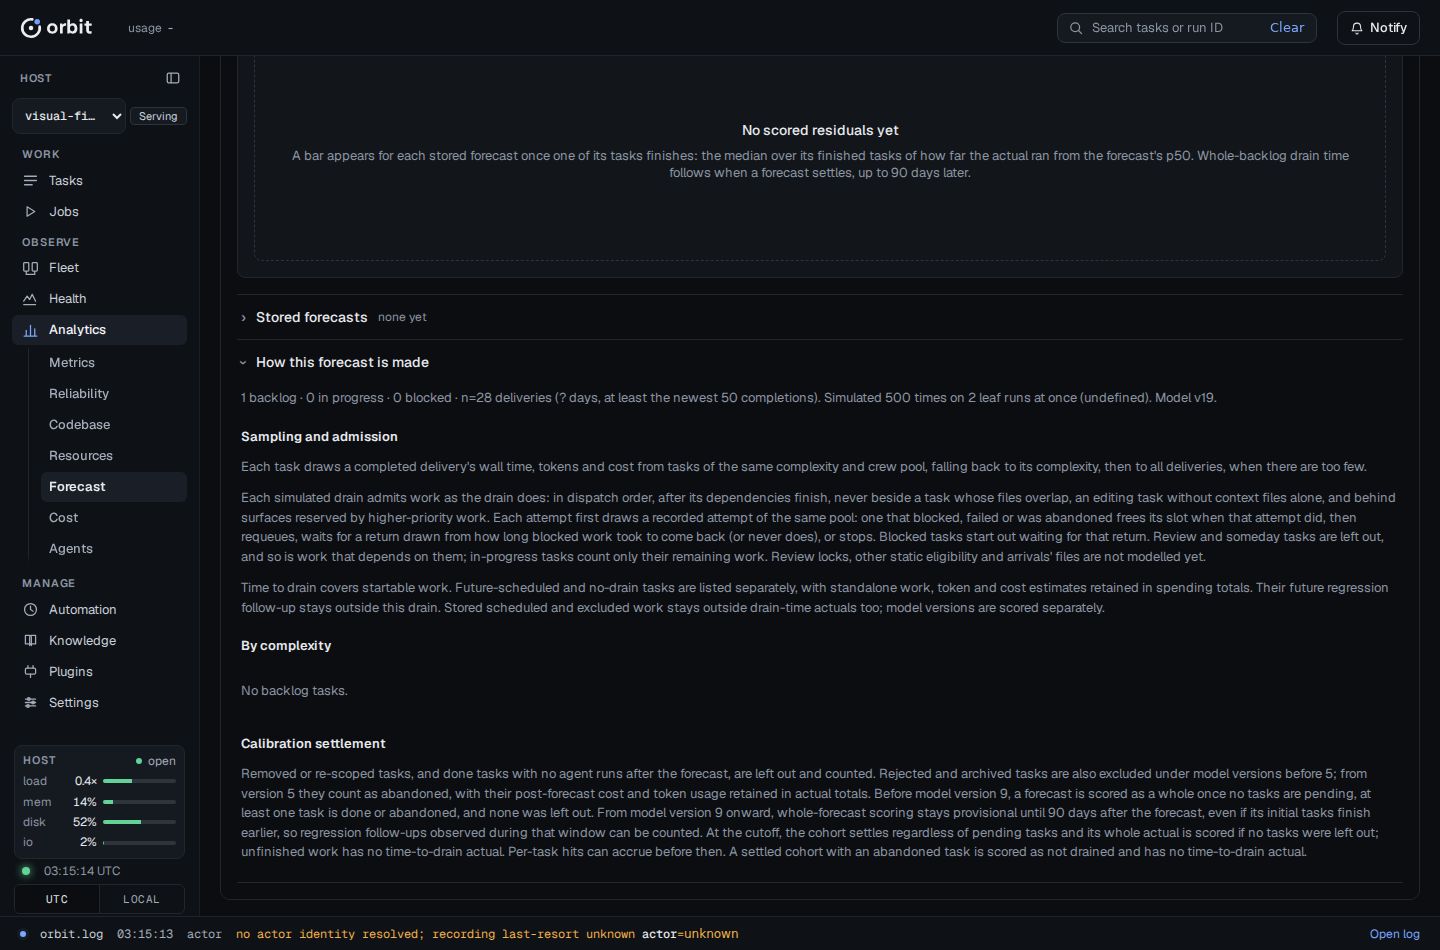 orbit
usage -
Search tasks or run ID
Clear
Notify
HOST
visual-fi…
Serving
WORK
Tasks
Jobs
OBSERVE
Fleet
Health
Analytics
Metrics
Reliability
Codebase
Resources
Forecast
Cost
Agents
MANAGE
Automation
Knowledge
Plugins
Settings
HOST open
load 0.4×
mem 14%
disk 52%
io 2%
03:15:14 UTC
UTC LOCAL
No scored residuals yet
A bar appears for each stored forecast once one of its tasks finishes: the median over its finished tasks of how far the actual ran from the forecast's p50. Whole-backlog drain time
follows when a forecast settles, up to 90 days later.
Stored forecasts none yet
How this forecast is made
1 backlog · 0 in progress · 0 blocked · n=28 deliveries (? days, at least the newest 50 completions). Simulated 500 times on 2 leaf runs at once (undefined). Model v19.
Sampling and admission
Each task draws a completed delivery's wall time, tokens and cost from tasks of the same complexity and crew pool, falling back to its complexity, then to all deliveries, when there are too few.
Each simulated drain admits work as the drain does: in dispatch order, after its dependencies finish, never beside a task whose files overlap, an editing task without context files alone, and behind
surfaces reserved by higher-priority work. Each attempt first draws a recorded attempt of the same pool: one that blocked, failed or was abandoned frees its slot when that attempt did, then
requeues, waits for a return drawn from how long blocked work took to come back (or never does), or stops. Blocked tasks start out waiting for that return. Review and someday tasks are left out,
and so is work that depends on them; in-progress tasks count only their remaining work. Review locks, other static eligibility and arrivals' files are not modelled yet.
Time to drain covers startable work. Future-scheduled and no-drain tasks are listed separately, with standalone work, token and cost estimates retained in spending totals. Their future regression
follow-up stays outside this drain. Stored scheduled and excluded work stays outside drain-time actuals too; model versions are scored separately.
By complexity
No backlog tasks.
Calibration settlement
Removed or re-scoped tasks, and done tasks with no agent runs after the forecast, are left out and counted. Rejected and archived tasks are also excluded under model versions before 5; from
version 5 they count as abandoned, with their post-forecast cost and token usage retained in actual totals. Before model version 9, a forecast is scored as a whole once no tasks are pending, at
least one task is done or abandoned, and none was left out. From model version 9 onward, whole-forecast scoring stays provisional until 90 days after the forecast, even if its initial tasks finish
earlier, so regression follow-ups observed during that window can be counted. At the cutoff, the cohort settles regardless of pending tasks and its whole actual is scored if no tasks were left out;
unfinished work has no time-to-drain actual. Per-task hits can accrue before then. A settled cohort with an abandoned task is scored as not drained and has no time-to-drain actual.
orbit.log 03:15:13 actor no actor identity resolved; recording last-resort unknown actor=unknown
Open log